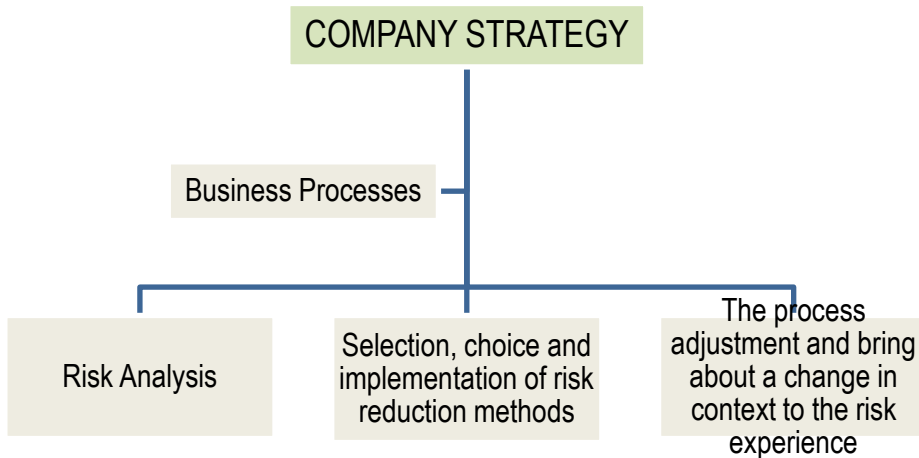 COMPANY STRATEGY
Business Processes
Risk Analysis
Selection, choice and
implementation of risk
reduction methods
The process
adjustment and bring
about a change in
context to the risk
experience